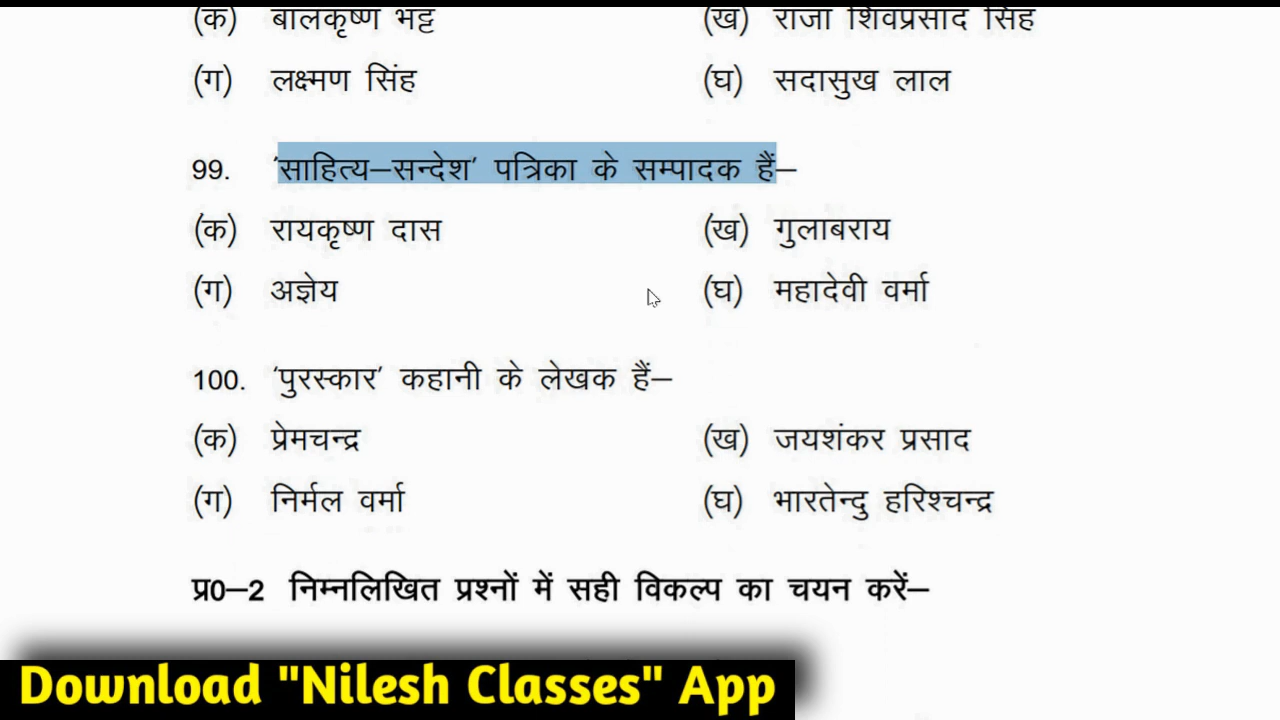 (क) बालकृष्ण भट्ट (ख) राजा शिवप्रसाद सिंह
(ग) लक्ष्मण सिंह (घ) सदासुख लाल
99. 'साहित्य–सन्देश' पत्रिका के सम्पादक हैं–
(क) रायकृष्ण दास (ख) गुलाबराय
(ग) अज्ञेय (घ) महादेवी वर्मा
100. 'पुरस्कार' कहानी के लेखक हैं–
(क) प्रेमचन्द्र (ख) जयशंकर प्रसाद
(ग) निर्मल वर्मा (घ) भारतेन्दु हरिश्चन्द्र
प्र0–2 निम्नलिखित प्रश्नों में सही विकल्प का चयन करें–
Download "Nilesh Classes" App